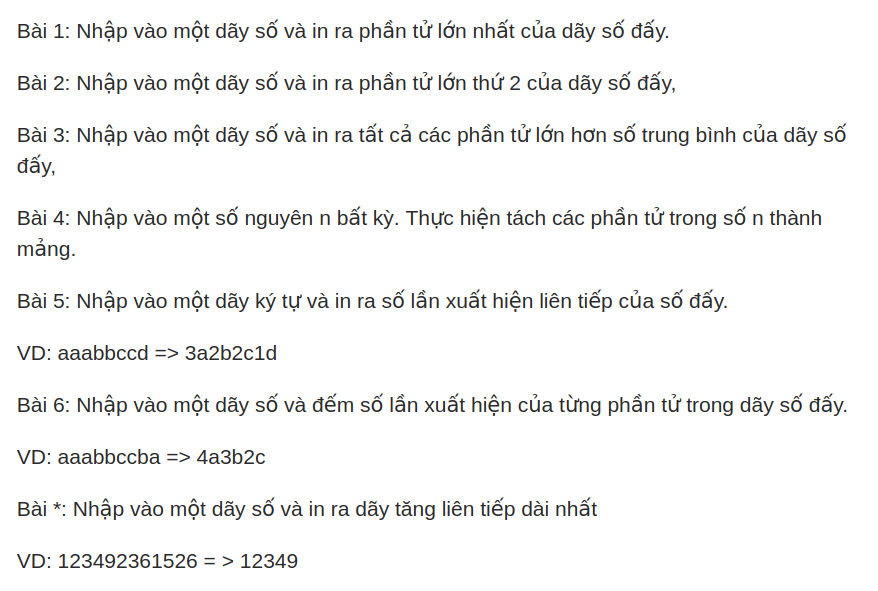 Bài 1: Nhập vào một dãy số và in ra phần tử lớn nhất của dãy số đấy.
Bài 2: Nhập vào một dãy số và in ra phần tử lớn thứ 2 của dãy số đấy,
Bài 3: Nhập vào một dãy số và in ra tất cả các phần tử lớn hơn số trung bình của dãy số
đấy,
Bài 4: Nhập vào một số nguyên n bất kỳ. Thực hiện tách các phần tử trong số n thành
mảng.
Bài 5: Nhập vào một dãy ký tự và in ra số lần xuất hiện liên tiếp của số đấy.
VD: aaabbccd => 3a2b2c1d
Bài 6: Nhập vào một dãy số và đếm số lần xuất hiện của từng phần tử trong dãy số đấy.
VD: aaabbccba => 4a3b2c
Bài *: Nhập vào một dãy số và in ra dãy tăng liên tiếp dài nhất
VD: 123492361526 = > 12349